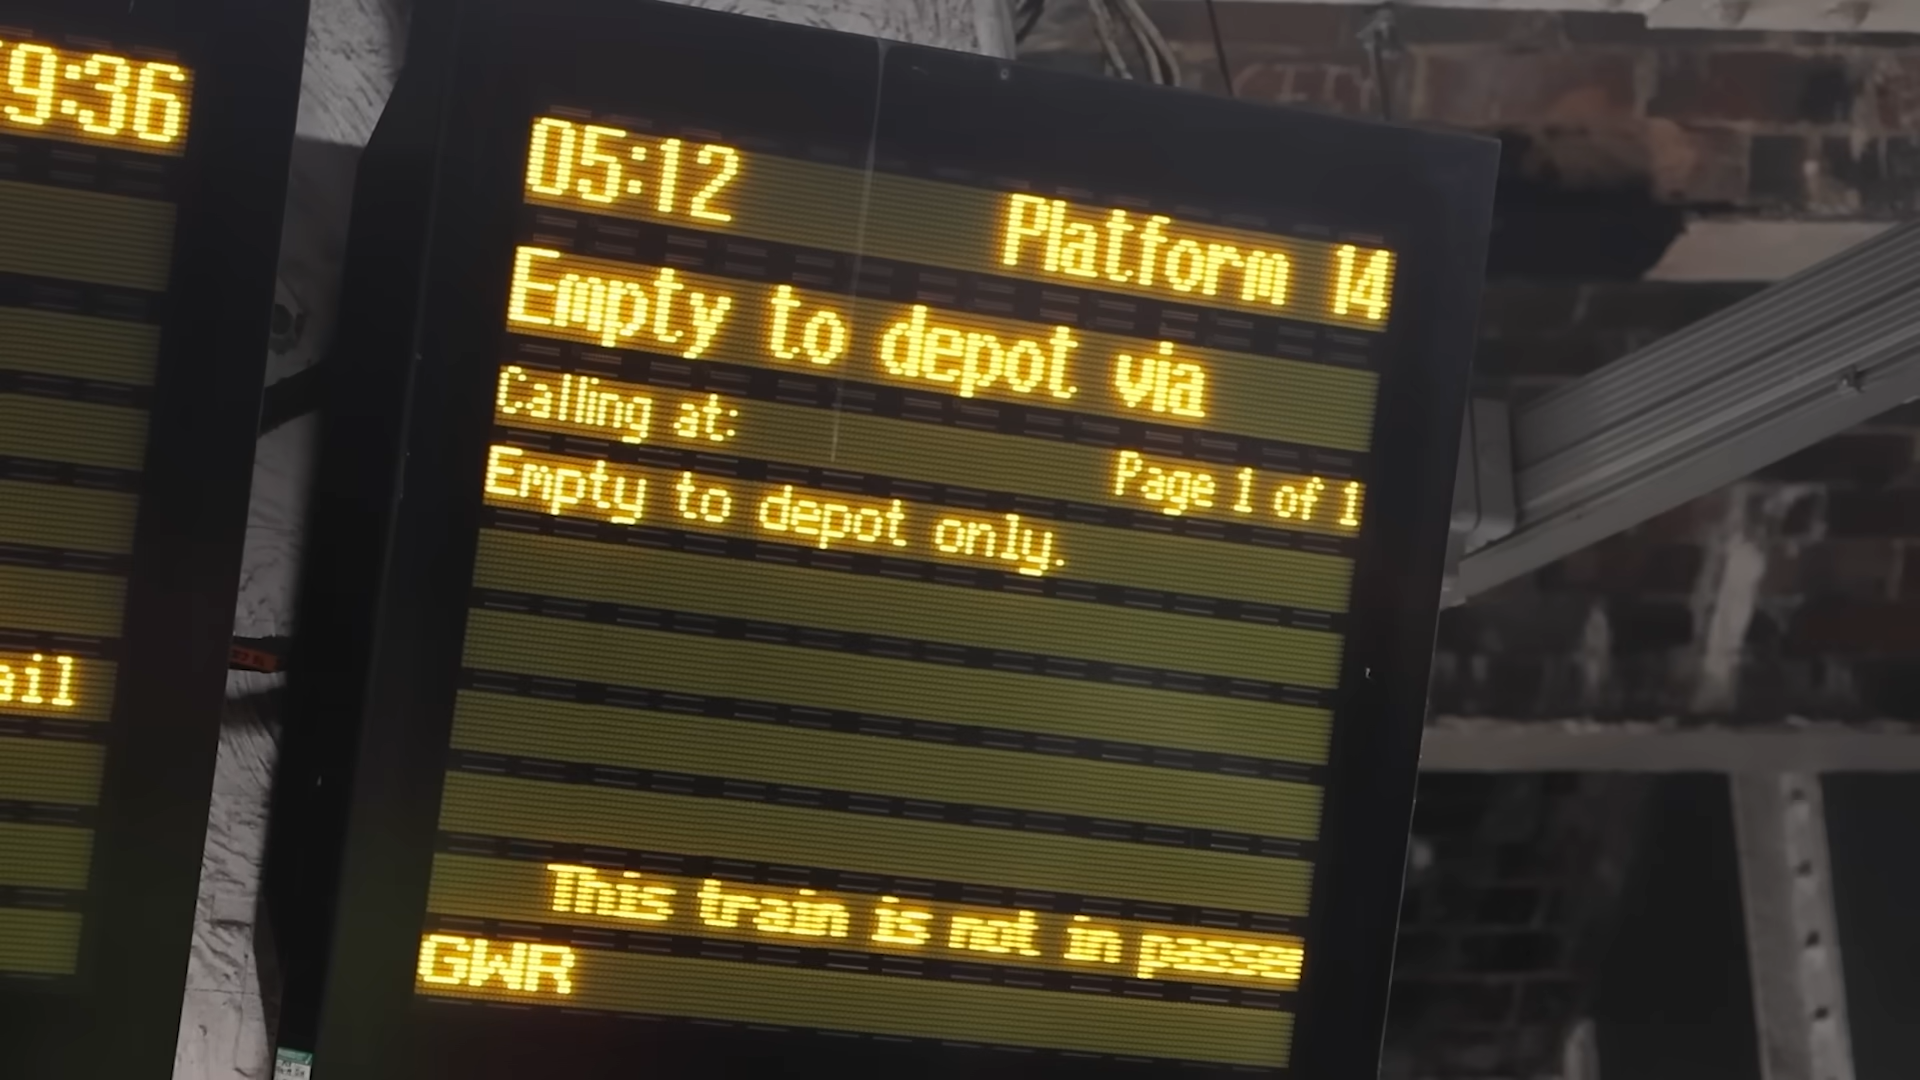 9:36
ail
05:12
Platform 14
Empty to depot via
Calling at:
Page 1 of 1
Empty to depot only.
This train is not in passe
GWR